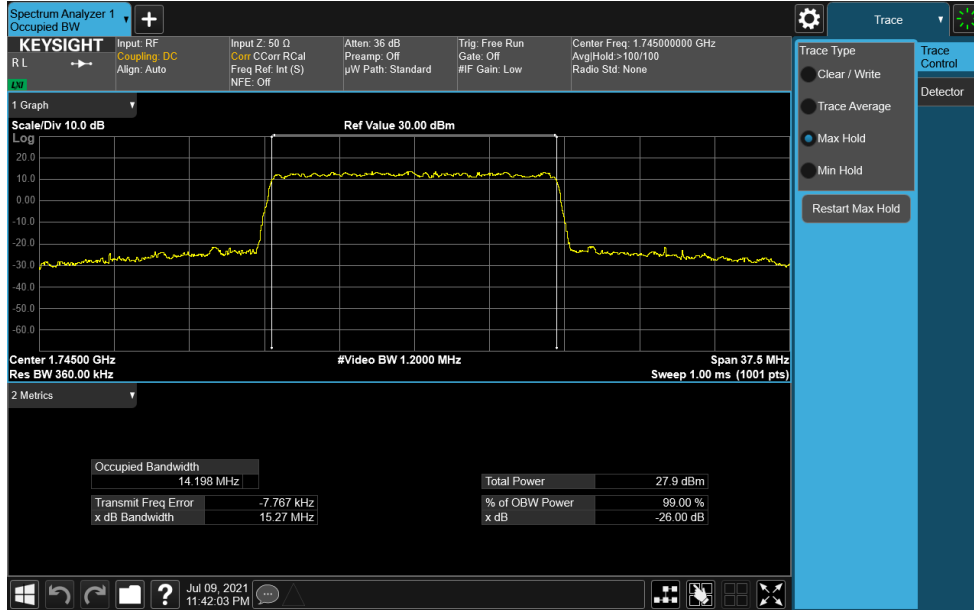 Spectrum Analyzer 1
Occupied BW
Trace
KEYSIGHT
R L
LXI
Input: RF
Coupling: DC
Align: Auto
Input Z: 50 Ω
Corr CCorr RCal
Freq Ref: Int (S)
NFE: Off
Atten: 36 dB
Preamp: Off
µW Path: Standard
Trig: Free Run
Gate: Off
#IF Gain: Low
Center Freq: 1.745000000 GHz
Avg|Hold:>100/100
Radio Std: None
Trace Type
Clear / Write
Trace Average
Max Hold
Min Hold
Restart Max Hold
Trace
Control
Detector
1 Graph
Scale/Div 10.0 dB
Ref Value 30.00 dBm
Log
20.0
10.0
0.00
-10.0
-20.0
-30.0
-40.0
-50.0
-60.0
Center 1.74500 GHz
#Video BW 1.2000 MHz
Span 37.5 MHz
Res BW 360.00 kHz
Sweep 1.00 ms (1001 pts)
2 Metrics
Occupied Bandwidth
14.198 MHz
Total Power 27.9 dBm
Transmit Freq Error -7.767 kHz
% of OBW Power 99.00 %
x dB Bandwidth 15.27 MHz
x dB -26.00 dB
?
Jul 09, 2021
11:42:03 PM